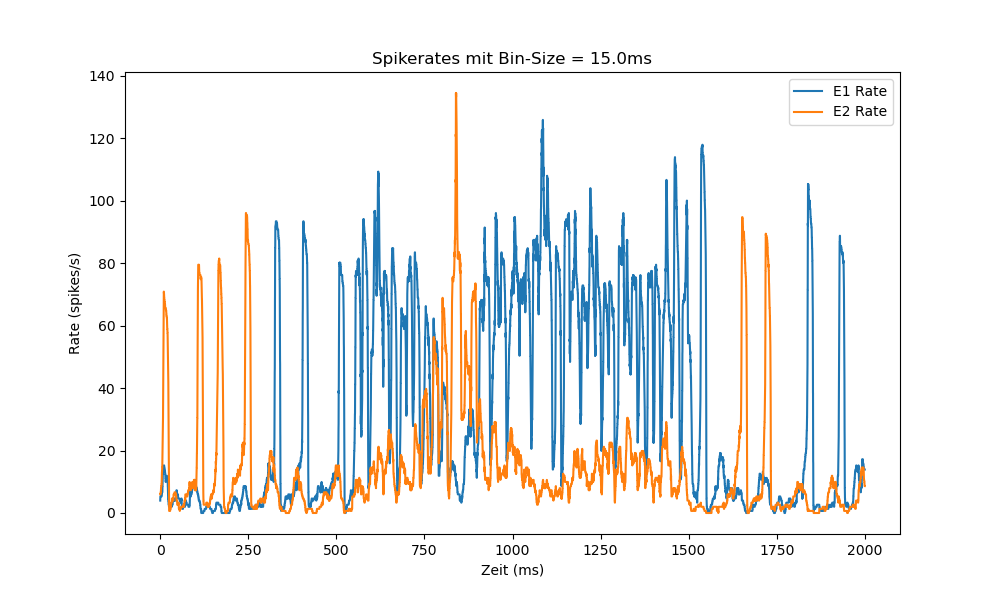 Spikerates mit Bin-Size = 15.0ms
E1 Rate
E2 Rate
Rate (spikes/s)
140
120
100
80
60
40
20
0
0 250 500 750 1000 1250 1500 1750 2000
Zeit (ms)